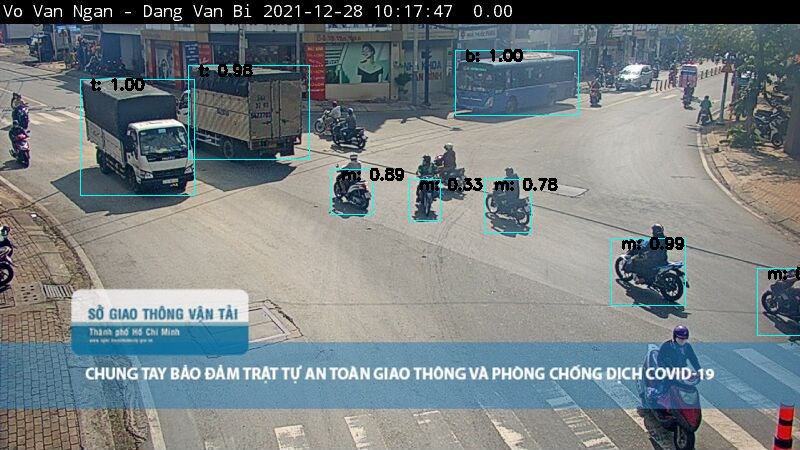 Vo Van Ngan - Dang Van Bi 2021-12-28 10:17:47 0.00
b: 1.00
t: 0.98
t: 1.00
m: 0.89
m: 0.33
m: 0.78
m: 0.99
SỞ GIAO THÔNG VẬN TẢI
Thành phố Hồ Chí Minh
CHUNG TAY BẢO ĐẢM TRẬT TỰ AN TOÀN GIAO THÔNG VÀ PHÒNG CHỐNG DỊCH COVID-19